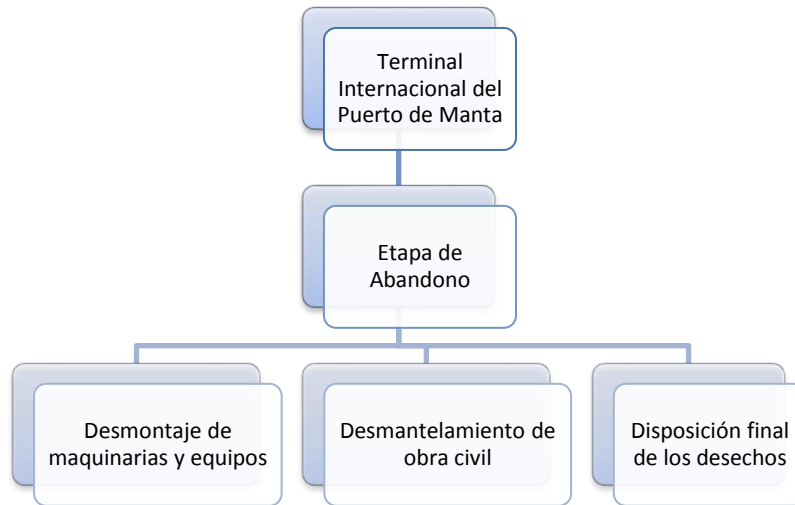 Terminal
Internacional del
Puerto de Manta
Etapa de
Abandono
Desmontaje de
maquinarias y equipos
Desmantelamiento de
obra civil
Disposición final
de los desechos